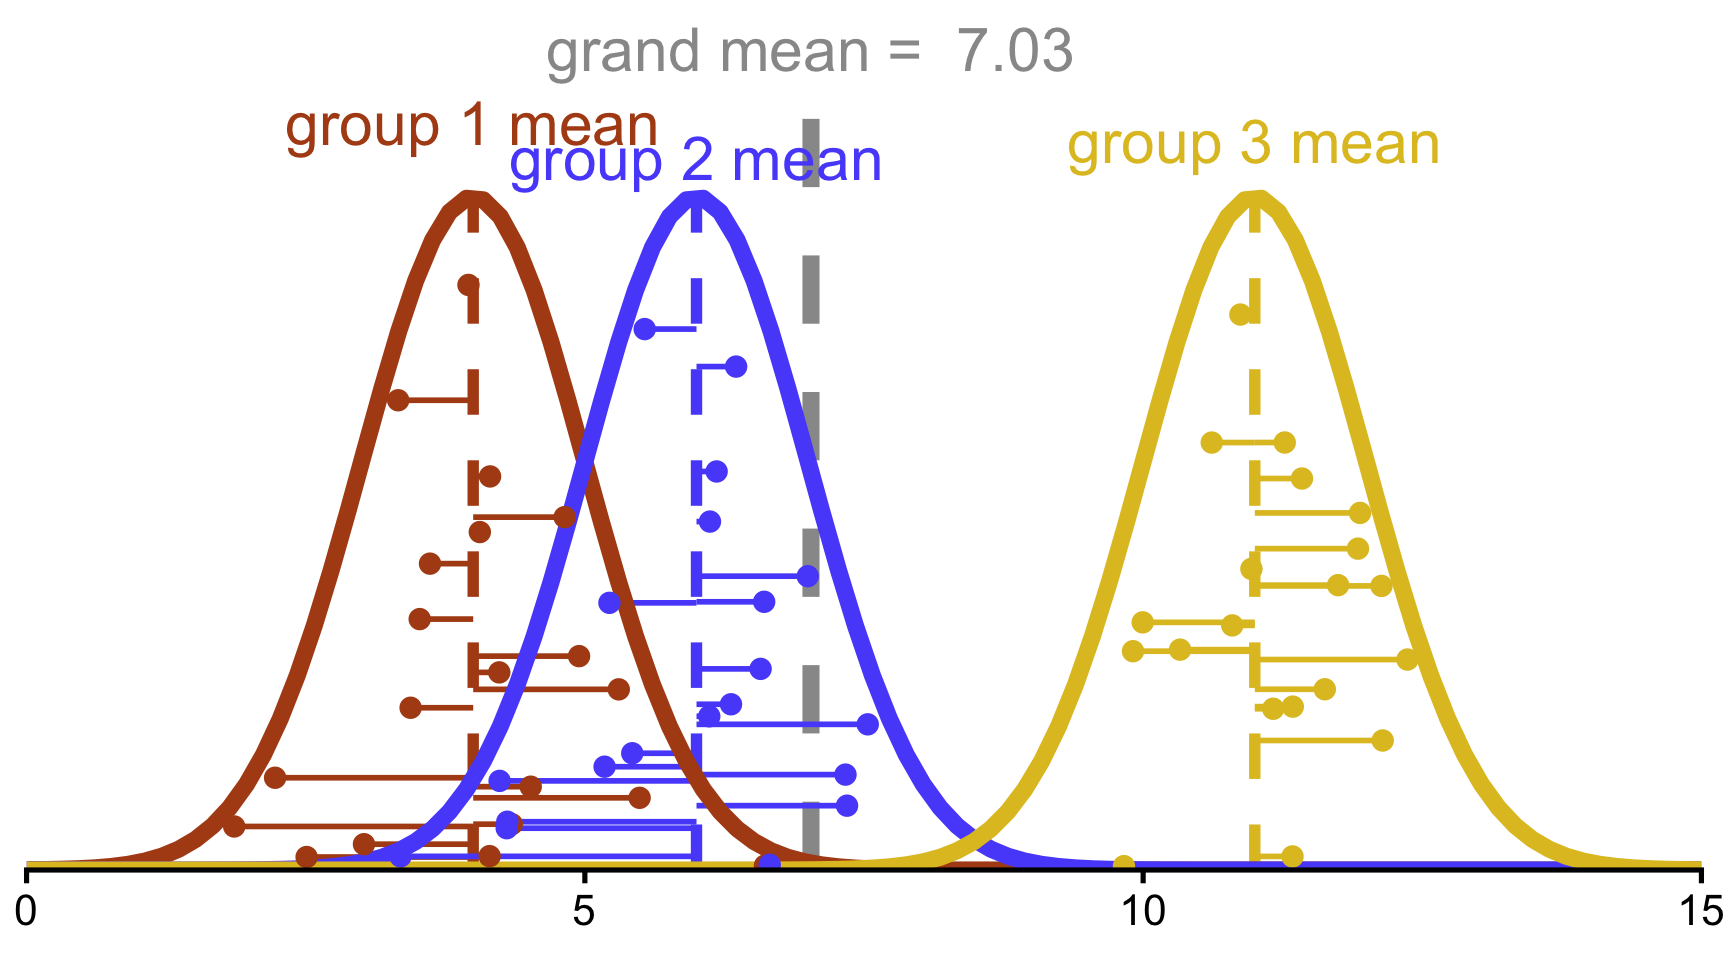 grand mean =  7.03
group 1 mean
group 2 mean
group 3 mean
0 5 10 15